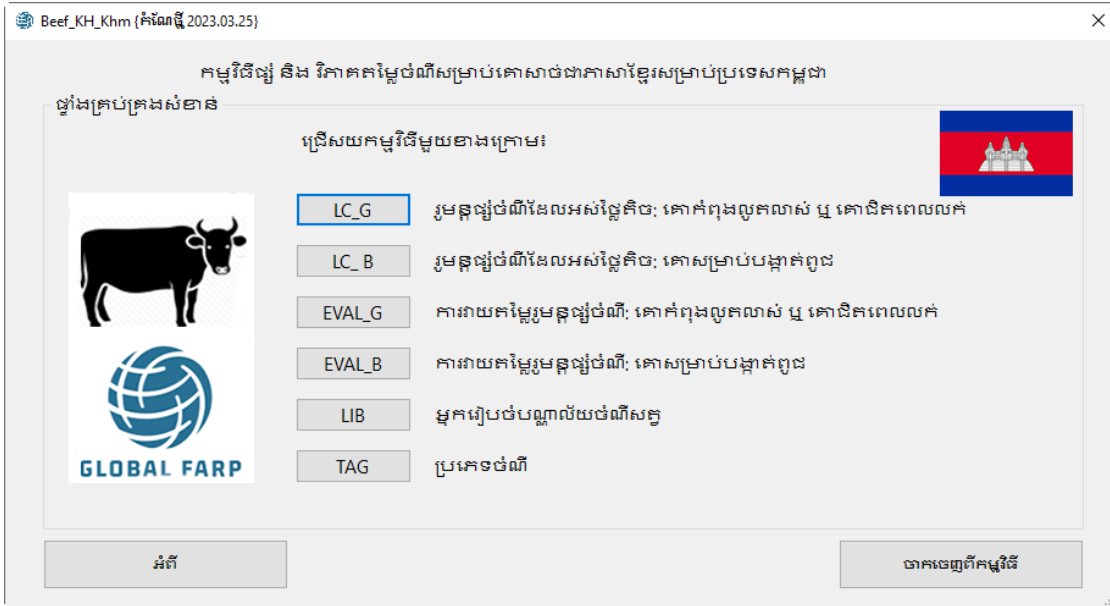 Beef_KH_Khm {កំណែថ្មី 2023.03.25}
កម្មវិធីផ្សំ និង វិភាគតម្លៃចំណីសម្រាប់គោសាច់ជាភាសាខ្មែរសម្រាប់ប្រទេសកម្ពុជា
ផ្ទាំងគ្រប់គ្រងសំខាន់
ជ្រើសយកម្មវិធីមួយខាងក្រោម៖
LC_G រូមន្តផ្សំចំណីដែលអស់ថ្លៃតិច: គោកំពុងលូតលាស់ ឬ គោជិតពេលលក់
LC_ B រូមន្តផ្សំចំណីដែលអស់ថ្លៃតិច: គោសម្រាប់បង្កាត់ពូជ
EVAL_G ការវាយតម្លៃរូមន្តផ្សំចំណី: គោកំពុងលូតលាស់ ឬ គោជិតពេលលក់
EVAL_B ការវាយតម្លៃរូមន្តផ្សំចំណី: គោសម្រាប់បង្កាត់ពូជ
LIB អ្នករៀបចំបណ្ណាល័យចំណីសត្វ
TAG ប្រភេទចំណី
GLOBAL FARP
អំពី
ចាកចេញពីកម្មវិធី